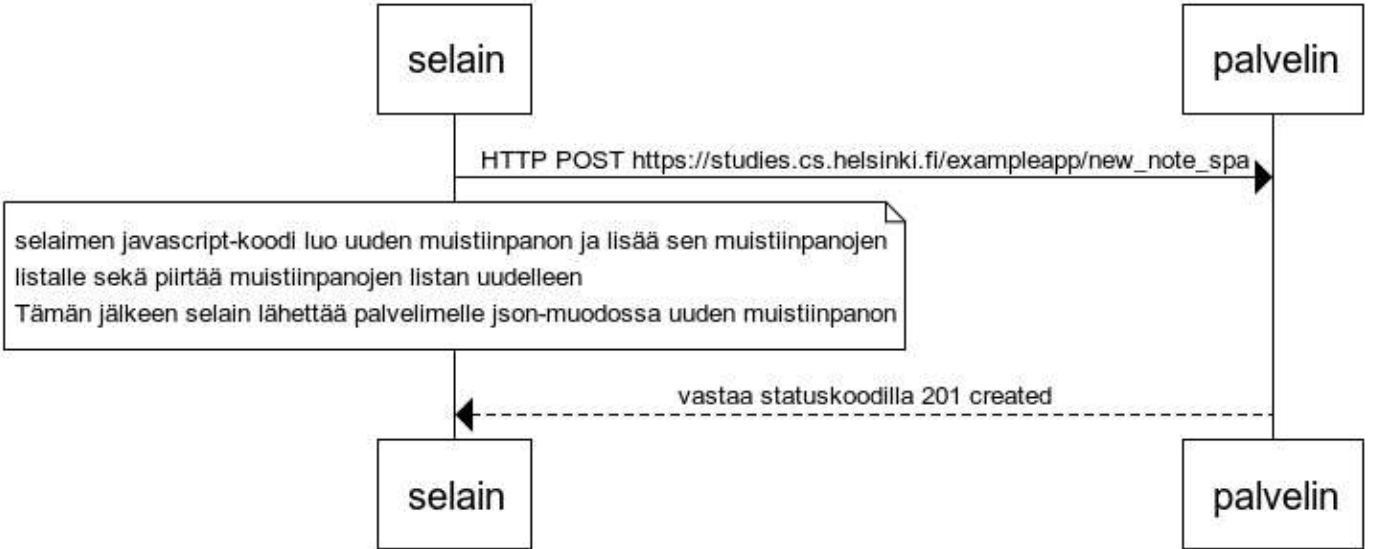 selain
palvelin
HTTP POST https://studies.cs.helsinki.fi/exampleapp/new_note_spa
selaimen javascript-koodi luo uuden muistiinpanon ja lisää sen muistiinpanojen
listalle sekä piirtää muistiinpanojen listan uudelleen
Tämän jälkeen selain lähettää palvelimelle json-muodossa uuden muistiinpanon
vastaa statuskoodilla 201 created
selain
palvelin